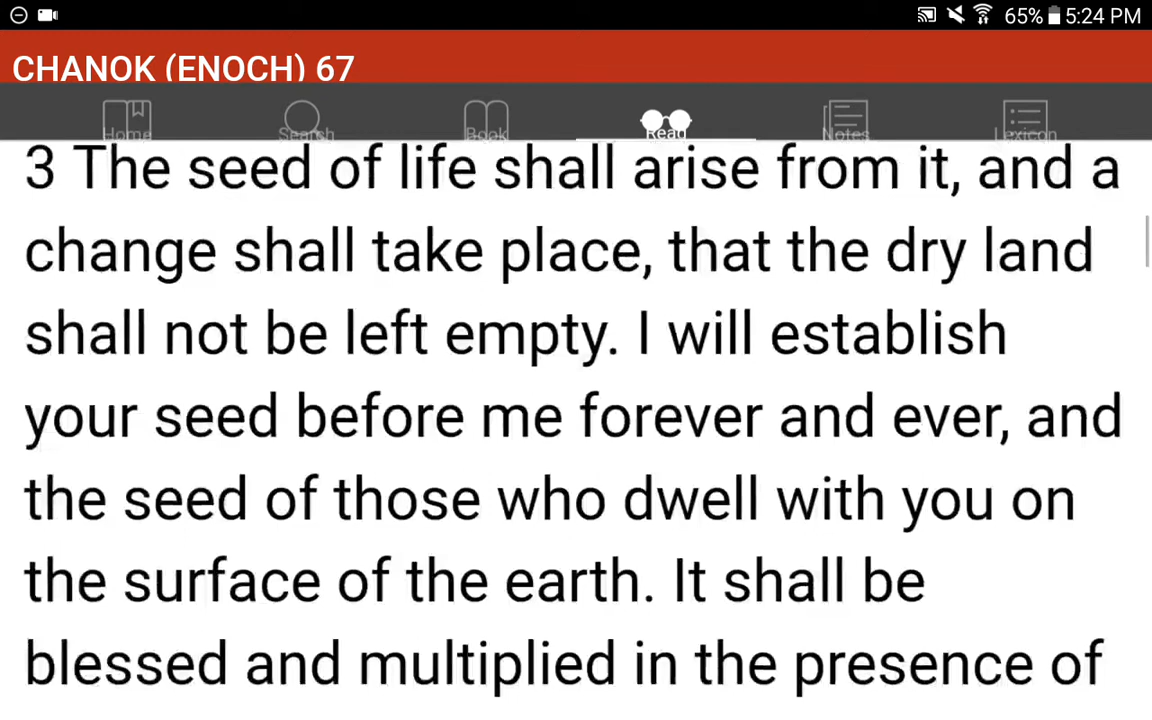 65% 5:24 PM
CHANOK (ENOCH) 67
Home Search Book Read Notes Lexicon
3 The seed of life shall arise from it, and a
change shall take place, that the dry land
shall not be left empty. I will establish
your seed before me forever and ever, and
the seed of those who dwell with you on
the surface of the earth. It shall be
blessed and multiplied in the presence of